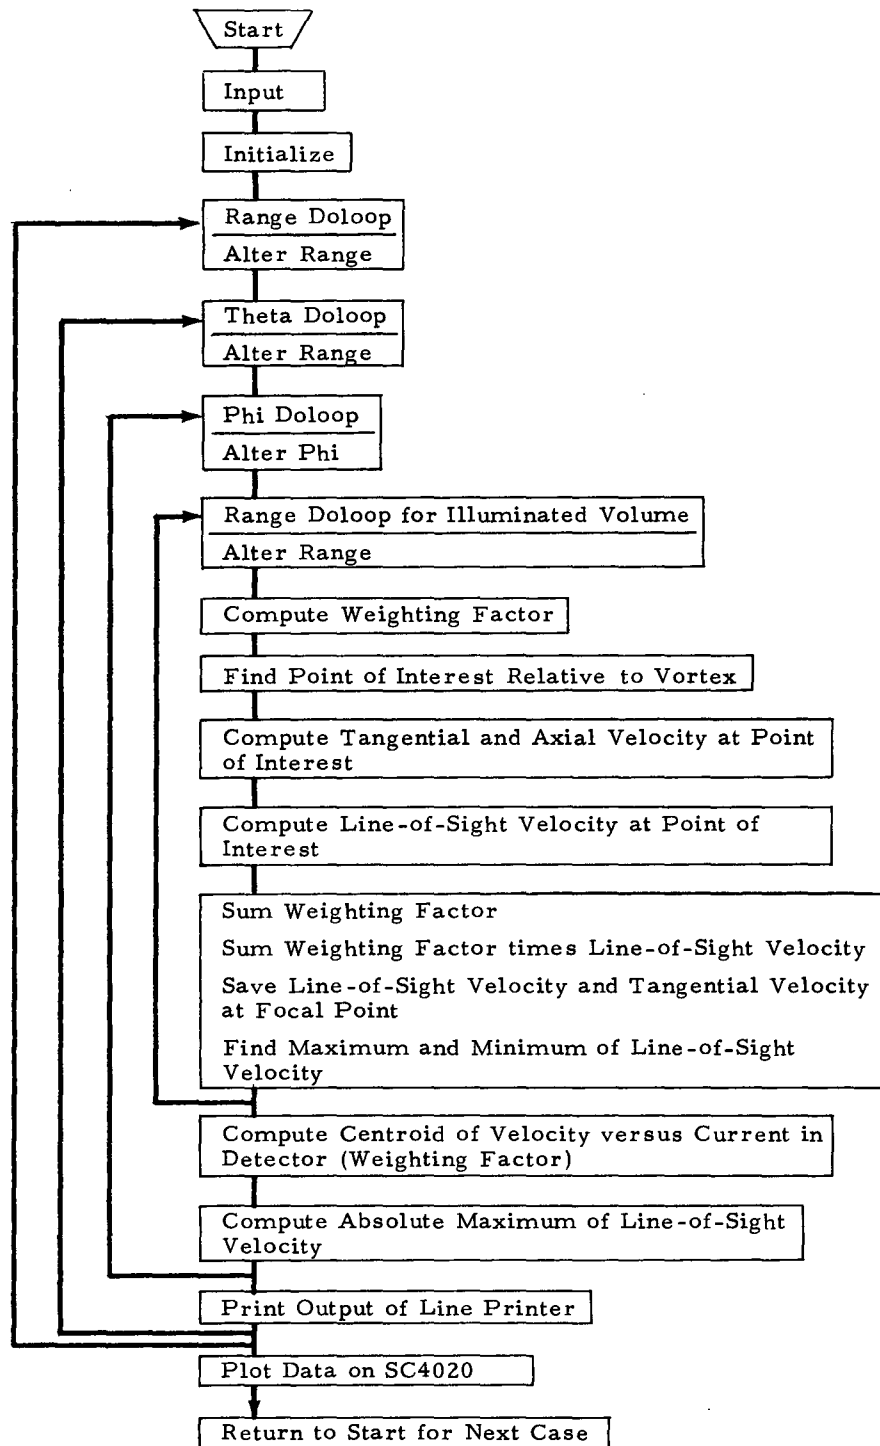 Start
Input
Initialize
Range Doloop
Alter Range
Theta Doloop
Alter Range
Phi Doloop
Alter Phi
Range Doloop for Illuminated Volume
Alter Range
Compute Weighting Factor
Find Point of Interest Relative to Vortex
Compute Tangential and Axial Velocity at Point
of Interest
Compute Line-of-Sight Velocity at Point of
Interest
Sum Weighting Factor
Sum Weighting Factor times Line-of-Sight Velocity
Save Line-of-Sight Velocity and Tangential Velocity
at Focal Point
Find Maximum and Minimum of Line-of-Sight
Velocity
Compute Centroid of Velocity versus Current in
Detector (Weighting Factor)
Compute Absolute Maximum of Line-of-Sight
Velocity
Print Output of Line Printer
Plot Data on SC4020
Return to Start for Next Case